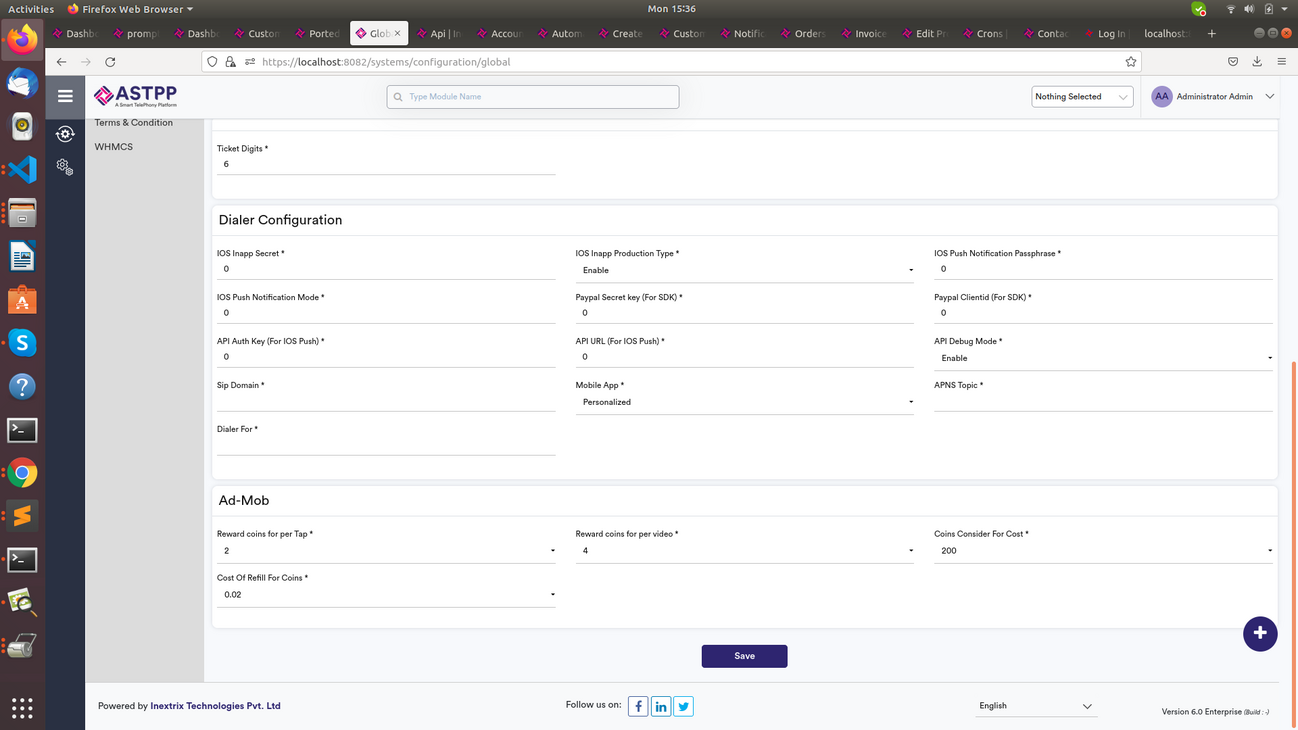 Activities
Firefox Web Browser
Mon 15:36
Dashbo
promp
Dashb
Custon
Ported
Globa
Api | In
Accoun
Autom
Create
Custom
Notific
Orders
Invoice
Edit Pr
Crons |
Contac
Log In
localhost:
https://localhost:8082/systems/configuration/global
ASTPP
A Smart TelePhony Platform
Type Module Name
Nothing Selected
AA
Administrator Admin
Terms & Condition
WHMCS
Ticket Digits *
6
Dialer Configuration
IOS Inapp Secret *
IOS Inapp Production Type *
IOS Push Notification Passphrase *
0
Enable
0
IOS Push Notification Mode *
Paypal Secret key (For SDK) *
Paypal Clientid (For SDK) *
0
0
0
API Auth Key (For IOS Push) *
API URL (For IOS Push) *
API Debug Mode *
0
0
Enable
Sip Domain *
Mobile App *
APNS Topic *
Personalized
Dialer For *
Ad-Mob
Reward coins for per Tap *
Reward coins for per video *
Coins Consider For Cost *
2
4
200
Cost Of Refill For Coins *
0.02
Save
Powered by Inextrix Technologies Pvt. Ltd
Follow us on:
English
Version 6.0 Enterprise (Build : -)